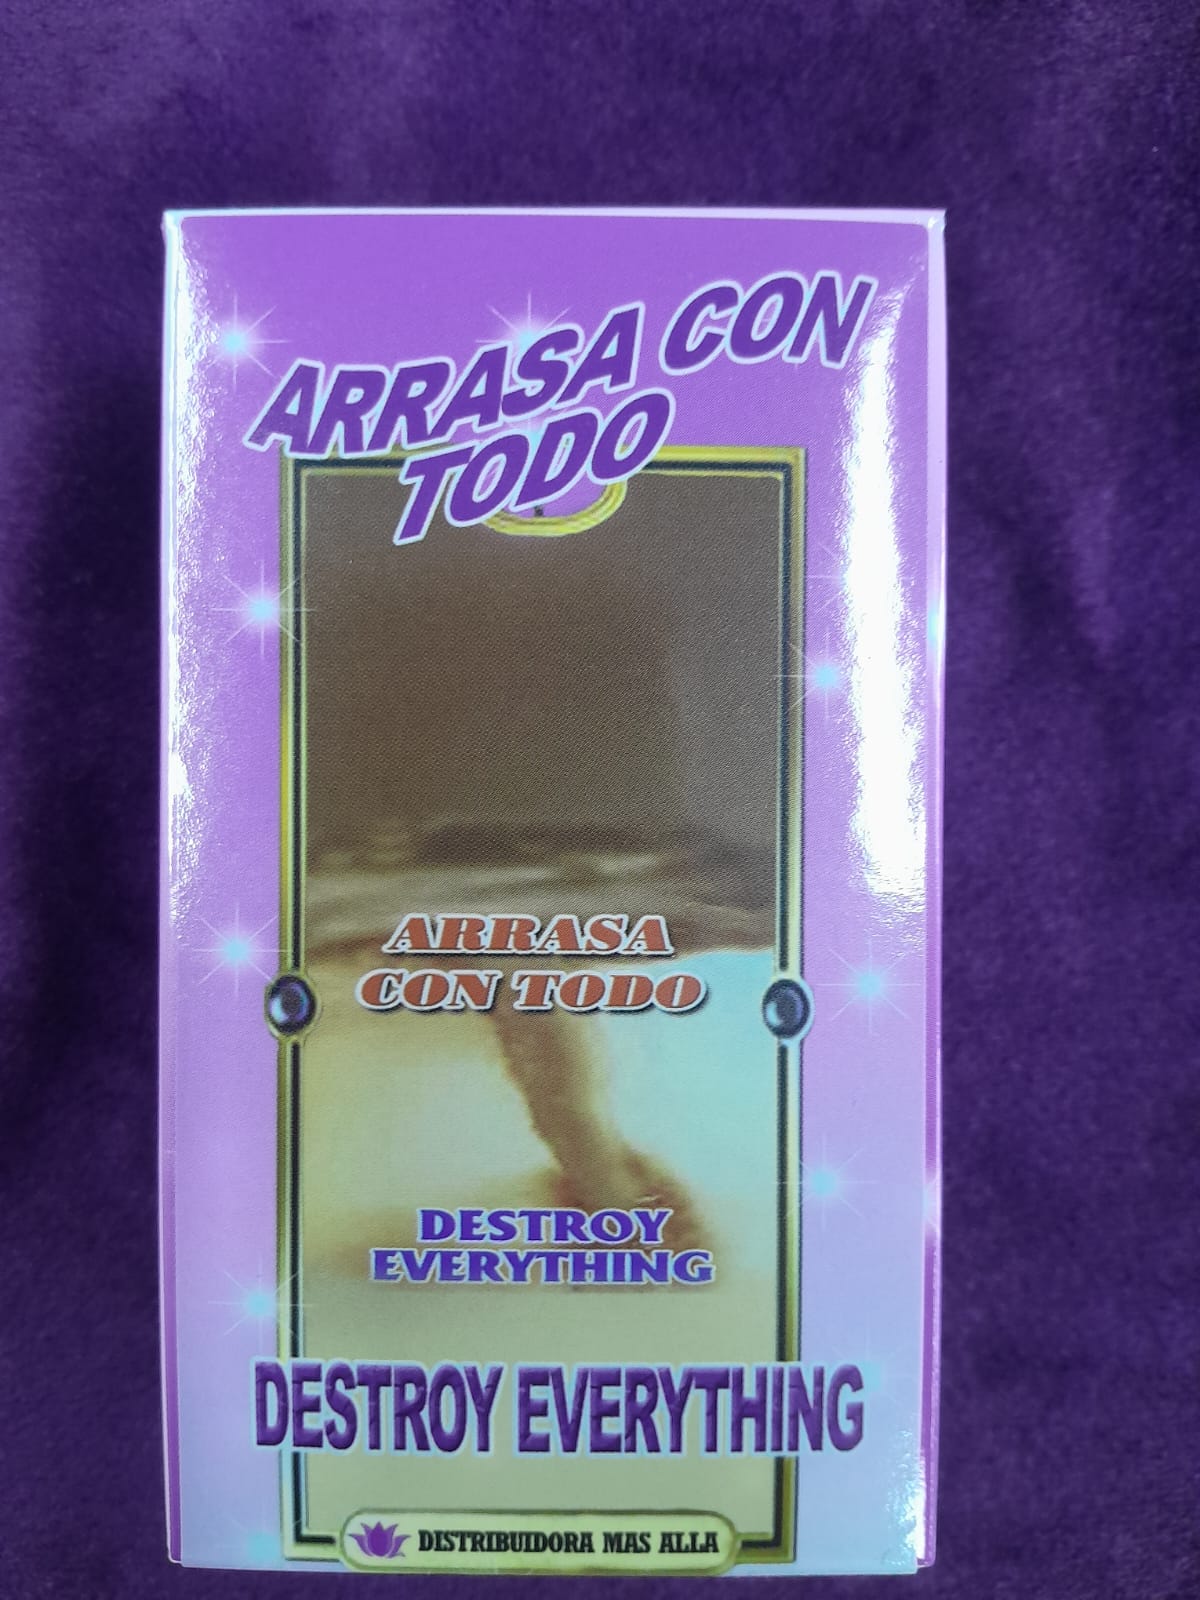 ARRASA CON
TODO
ARRASA
CON TODO
DESTROY
EVERYTHING
DESTROY EVERYTHING
DISTRIBUIDORA MAS ALLA